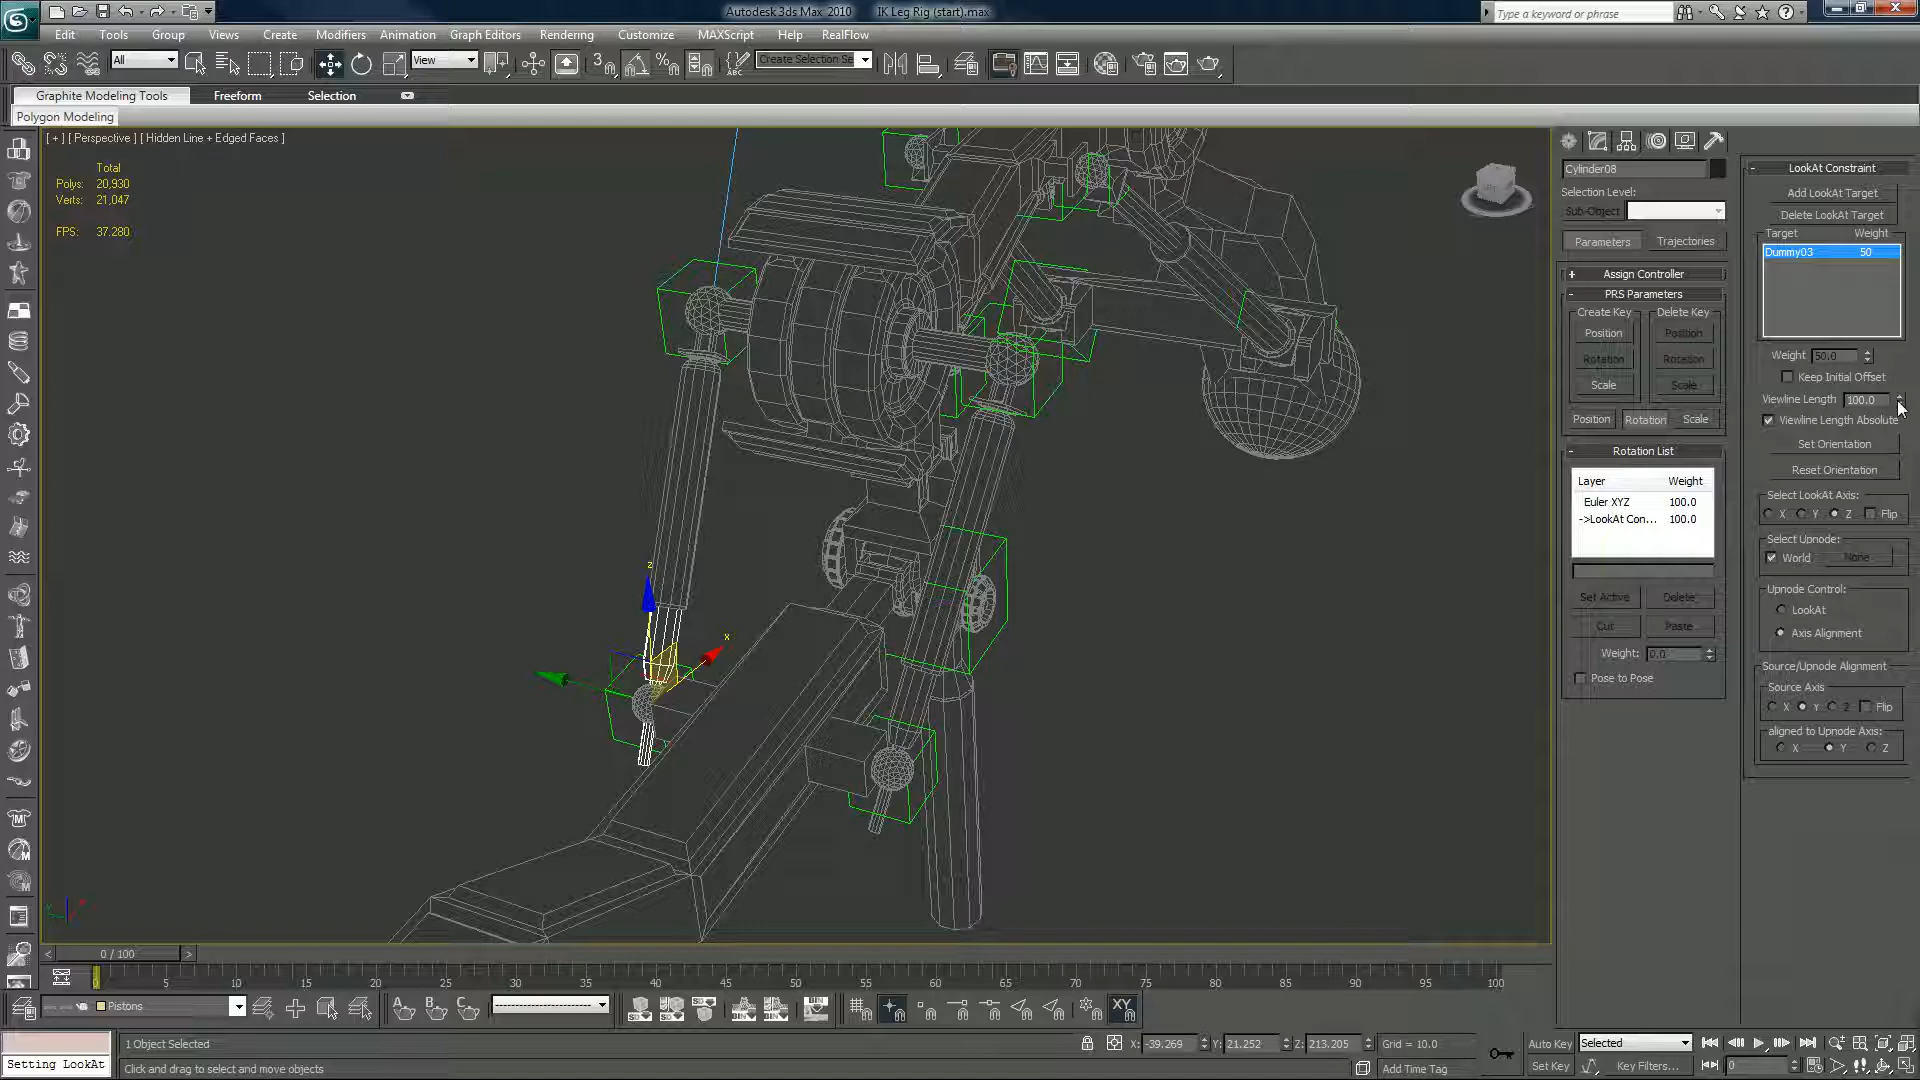 Autodesk 3ds Max 2010 IK Leg Rig (start).max
Type a keyword or phrase
Edit Tools Group Views Create Modifiers Animation Graph Editors Rendering Customize MAXScript Help RealFlow
All
View
Create Selection Se
Graphite Modeling Tools Freeform Selection
Polygon Modeling
[ + ] [ Perspective ] [ Hidden Line + Edged Faces ]
Total
Polys: 20,930
Verts: 21,047
FPS: 37.280
z
x
Cylinder08
Selection Level:
Sub-Object
Parameters Trajectories
+ Assign Controller
- PRS Parameters
Create Key Delete Key
Position Position
Rotation Rotation
Scale Scale
Position Rotation Scale
- Rotation List
Layer Weight
Euler XYZ 100.0
->LookAt Con... 100.0
Set Active Delete
Cut Paste
Weight: 0.0
Pose to Pose
- LookAt Constraint
Add LookAt Target
Delete LookAt Target
Target Weight
Dummy03 50
Weight 50.0
Keep Initial Offset
Viewline Length 100.0
Viewline Length Absolute
Set Orientation
Reset Orientation
Select LookAt Axis:
X Y Z Flip
Select Upnode:
World None
Upnode Control:
LookAt
Axis Alignment
Source/Upnode Alignment
Source Axis
X Y Z Flip
aligned to Upnode Axis:
X Y Z
< 0 / 100 >
0 5 10 15 20 25 30 35 40 45 50 55 60 65 70 75 80 85 90 95 100
Pistons
A B C
XY
1 Object Selected
X: -39.269 Y: 21.252 Z: 213.205 Grid = 10.0
Auto Key Selected
Setting LookAt
Click and drag to select and move objects
Add Time Tag
Set Key Key Filters... 0